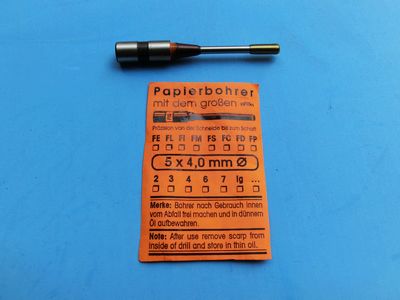 Papierbohrer
mit dem großen
Präzision von der Schneide bis zum Schaft
FE FL FI FM FS FC FD FP
5 x 4,0 mm Ø
2 3 4 6 7 lg ...
Merke: Bohrer nach Gebrauch innen
vom Abfall frei machen und in dünnem
Öl aufbewahren.
Note: After use remove scarp from
inside of drill and store in thin oil.